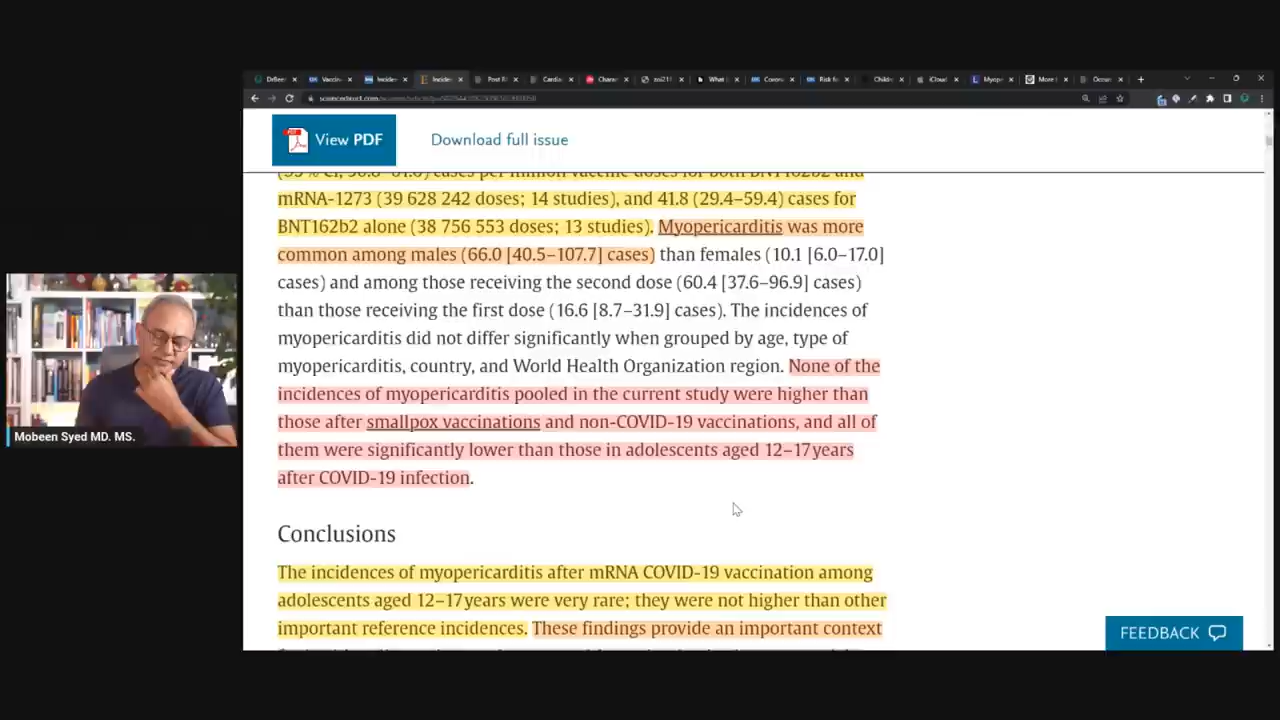 View PDF
Download full issue
mRNA-1273 (39 628 242 doses; 14 studies), and 41.8 (29.4–59.4) cases for
BNT162b2 alone (38 756 553 doses; 13 studies). Myopericarditis was more
common among males (66.0 [40.5–107.7] cases) than females (10.1 [6.0–17.0]
cases) and among those receiving the second dose (60.4 [37.6–96.9] cases)
than those receiving the first dose (16.6 [8.7–31.9] cases). The incidences of
myopericarditis did not differ significantly when grouped by age, type of
myopericarditis, country, and World Health Organization region. None of the
incidences of myopericarditis pooled in the current study were higher than
those after smallpox vaccinations and non-COVID-19 vaccinations, and all of
them were significantly lower than those in adolescents aged 12–17 years
after COVID-19 infection.
Conclusions
The incidences of myopericarditis after mRNA COVID-19 vaccination among
adolescents aged 12–17 years were very rare; they were not higher than other
important reference incidences. These findings provide an important context
FEEDBACK
Mobeen Syed MD. MS.